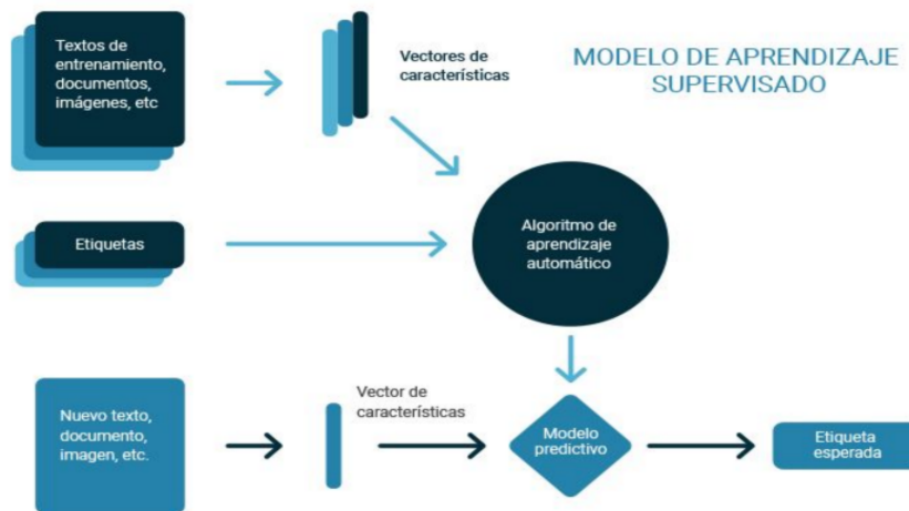 Textos de
entrenamiento,
documentos,
imágenes, etc
Vectores de
características
MODELO DE APRENDIZAJE
SUPERVISADO
Etiquetas
Algoritmo de
aprendizaje
automático
Nuevo texto,
documento,
imagen, etc.
Vector de
características
Modelo
predictivo
Etiqueta
esperada